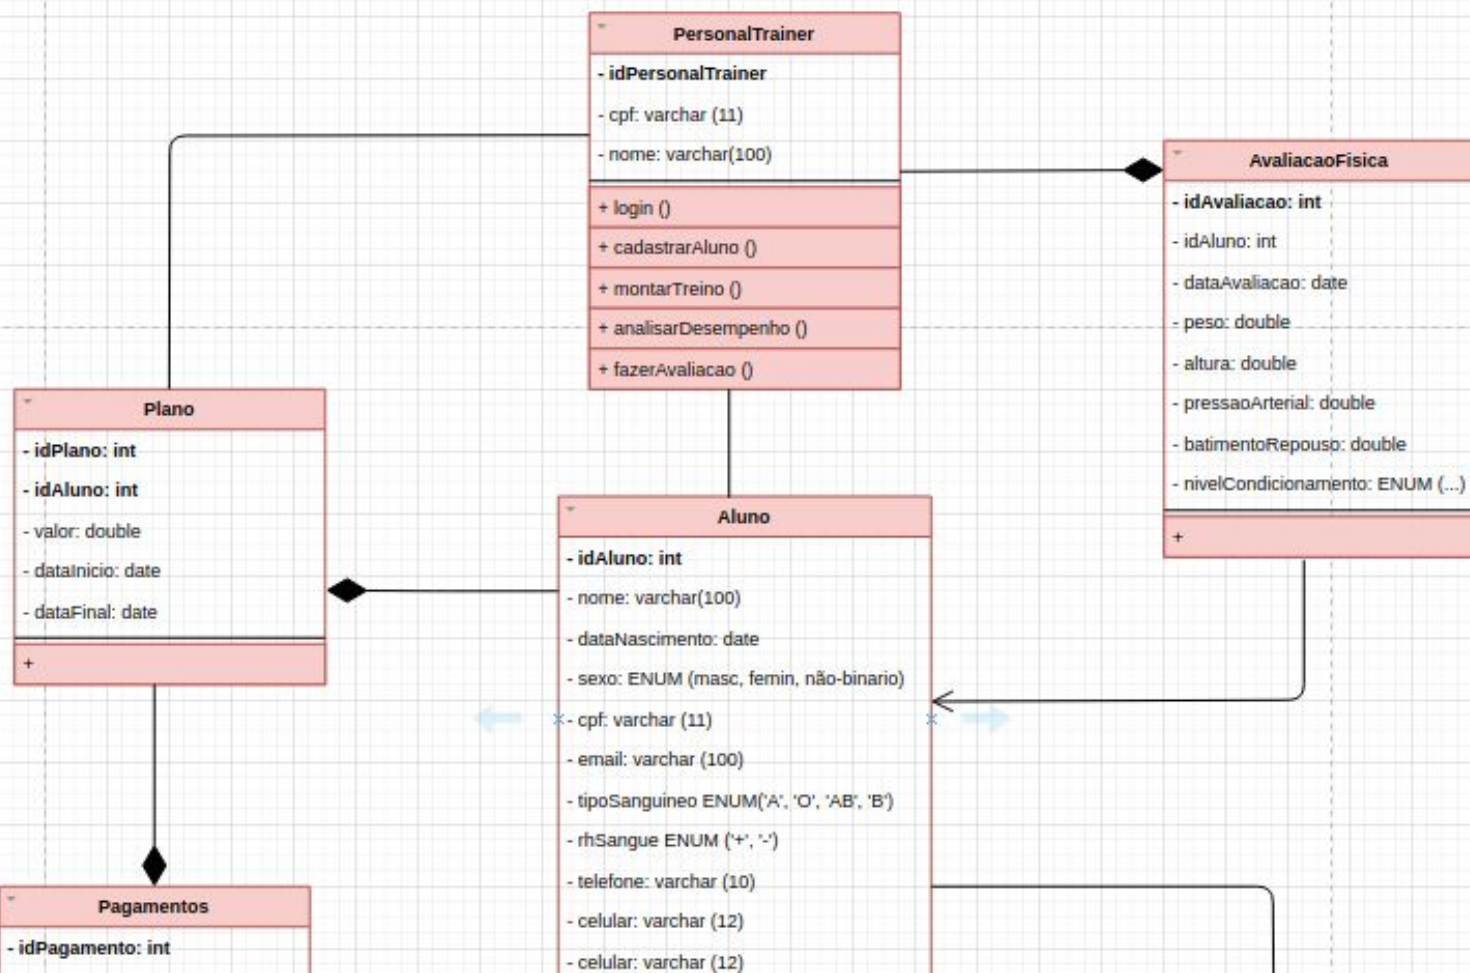 PersonalTrainer
- idPersonalTrainer
- cpf: varchar (11)
- nome: varchar(100)
+ login ()
+ cadastrarAluno ()
+ montarTreino ()
+ analisarDesempenho ()
+ fazerAvaliacao ()
AvaliacaoFisica
- idAvaliacao: int
- idAluno: int
- dataAvaliacao: date
- peso: double
- altura: double
- pressaoArterial: double
- batimentoRepouso: double
- nivelCondicionamento: ENUM (...)
+
Plano
- idPlano: int
- idAluno: int
- valor: double
- dataInicio: date
- dataFinal: date
+
Aluno
- idAluno: int
- nome: varchar(100)
- dataNascimento: date
- sexo: ENUM (masc, femin, não-binario)
- cpf: varchar (11)
- email: varchar (100)
- tipoSanguineo ENUM('A', 'O', 'AB', 'B')
- rhSangue ENUM ('+', '-')
- telefone: varchar (10)
- celular: varchar (12)
- celular: varchar (12)
Pagamentos
- idPagamento: int